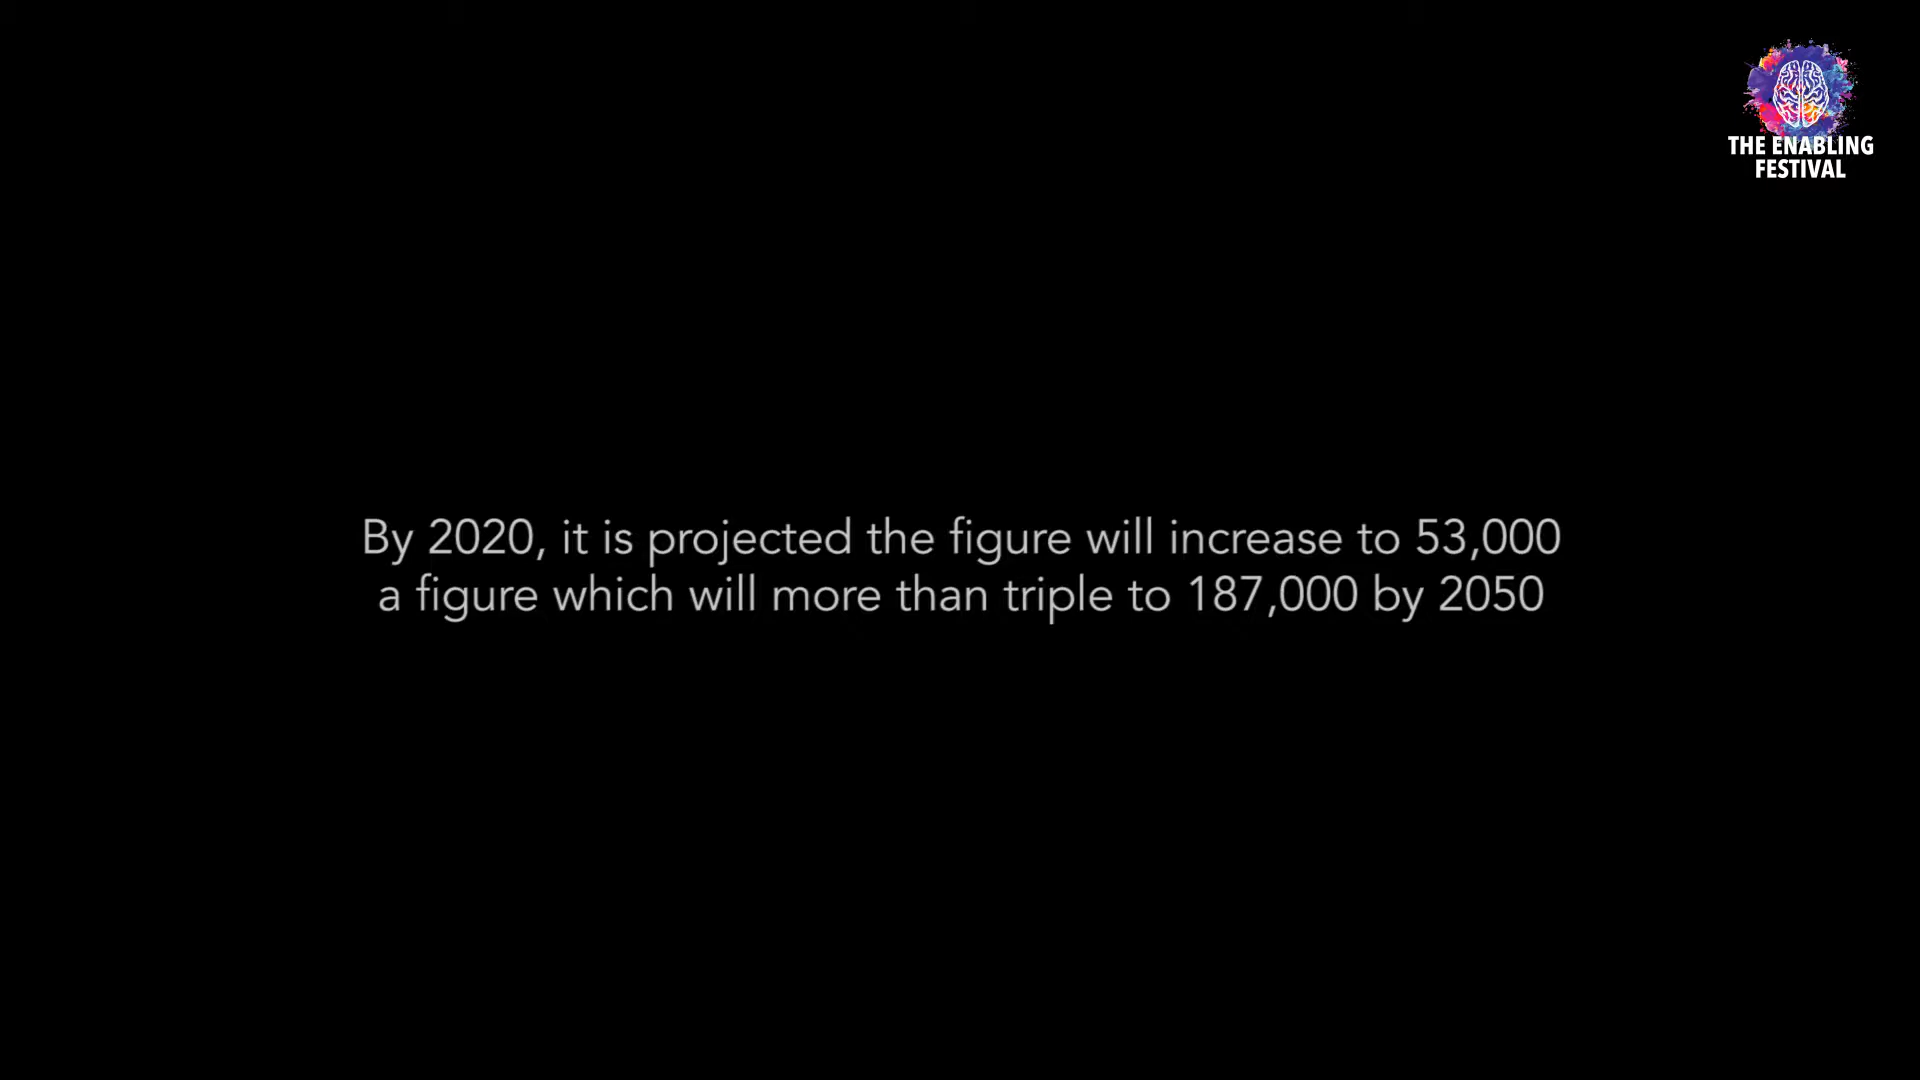 THE ENABLING
FESTIVAL
By 2020, it is projected the figure will increase to 53,000
a figure which will more than triple to 187,000 by 2050